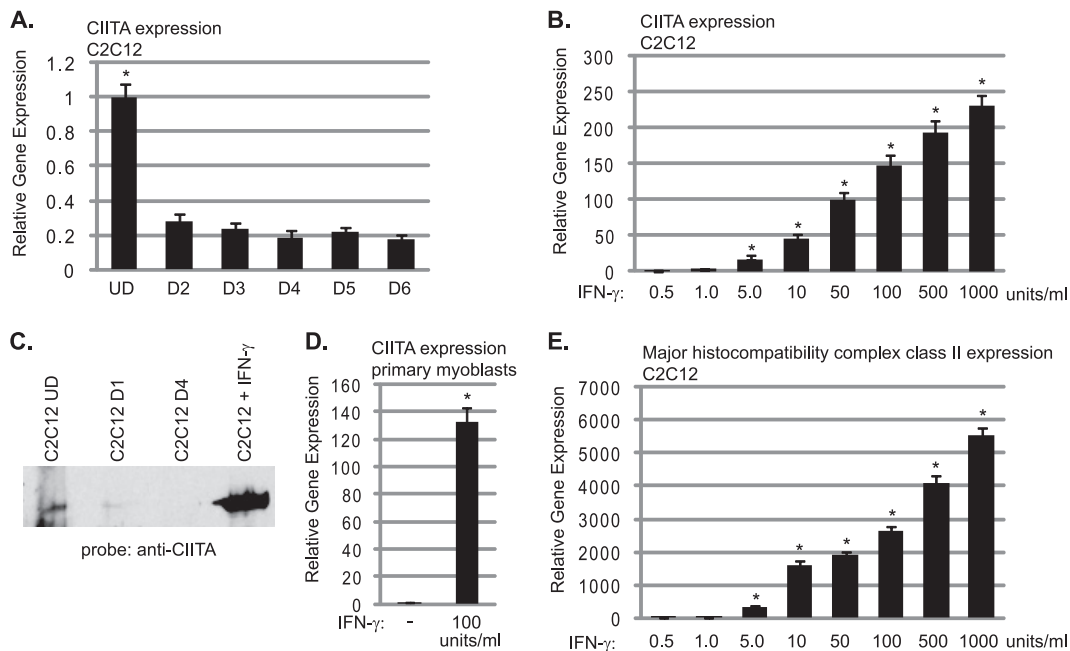 A.
CIITA expression
C2C12
Relative Gene Expression
1.2
1
0.8
0.6
0.4
0.2
0
*
UD D2 D3 D4 D5 D6
B.
CIITA expression
C2C12
Relative Gene Expression
300
250
200
150
100
50
0
* * * * * *
IFN-γ: 0.5 1.0 5.0 10 50 100 500 1000 units/ml
C.
C2C12 UD
C2C12 D1
C2C12 D4
C2C12 + IFN-γ
probe: anti-CIITA
D.
CIITA expression
primary myoblasts
Relative Gene Expression
160
140
120
100
80
60
40
20
0
*
IFN-γ: - 100
units/ml
E.
Major histocompatibility complex class II expression
C2C12
Relative Gene Expression
7000
6000
5000
4000
3000
2000
1000
0
* * * * * *
IFN-γ: 0.5 1.0 5.0 10 50 100 500 1000 units/ml